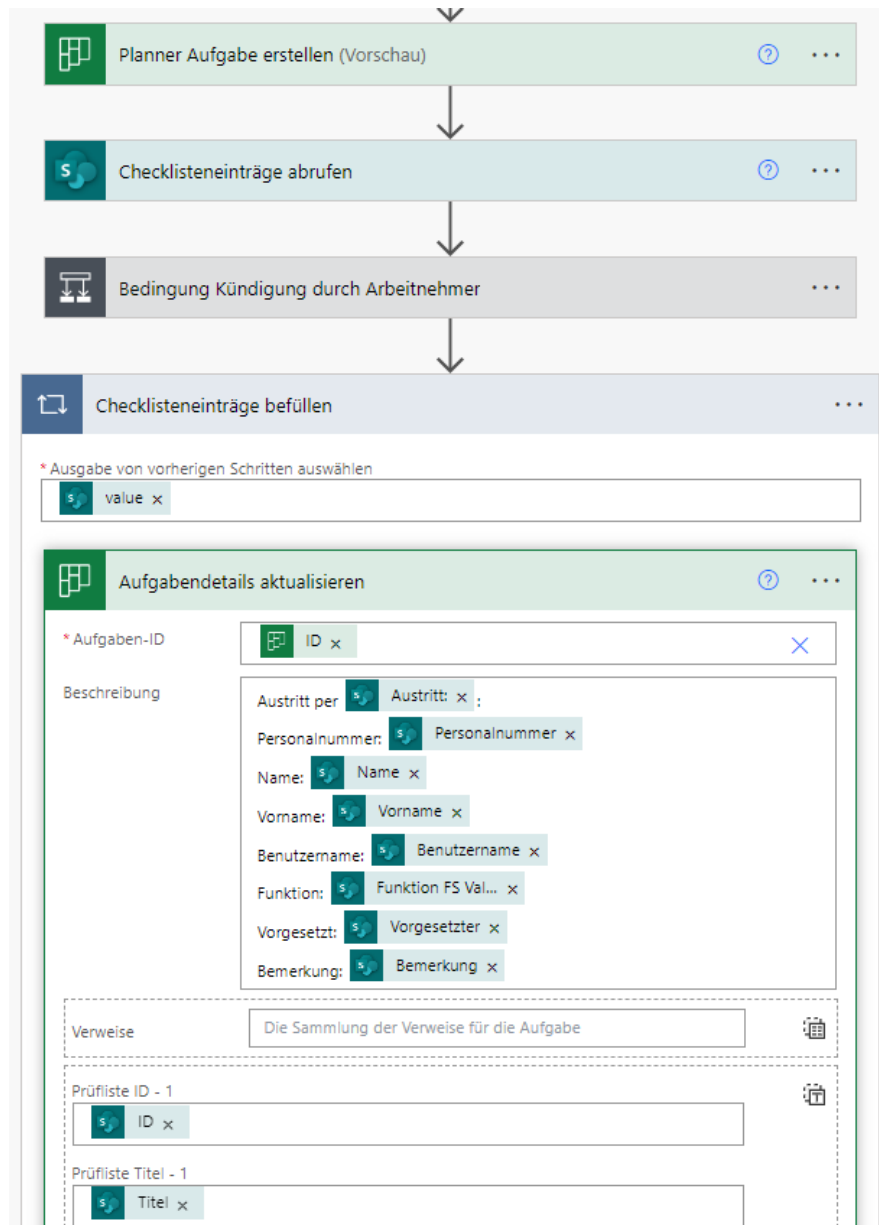 Planner Aufgabe erstellen (Vorschau)
Checklisteneinträge abrufen
Bedingung Kündigung durch Arbeitnehmer
Checklisteneinträge befüllen
* Ausgabe von vorherigen Schritten auswählen
value ×
Aufgabendetails aktualisieren
* Aufgaben-ID
ID ×
Beschreibung
Austritt per Austritt: × ;
Personalnummer: Personalnummer ×
Name: Name ×
Vorname: Vorname ×
Benutzername: Benutzername ×
Funktion: Funktion FS Val... ×
Vorgesetzt: Vorgesetzter ×
Bemerkung: Bemerkung ×
Verweise
Die Sammlung der Verweise für die Aufgabe
Prüfliste ID - 1
ID ×
Prüfliste Titel - 1
Titel ×